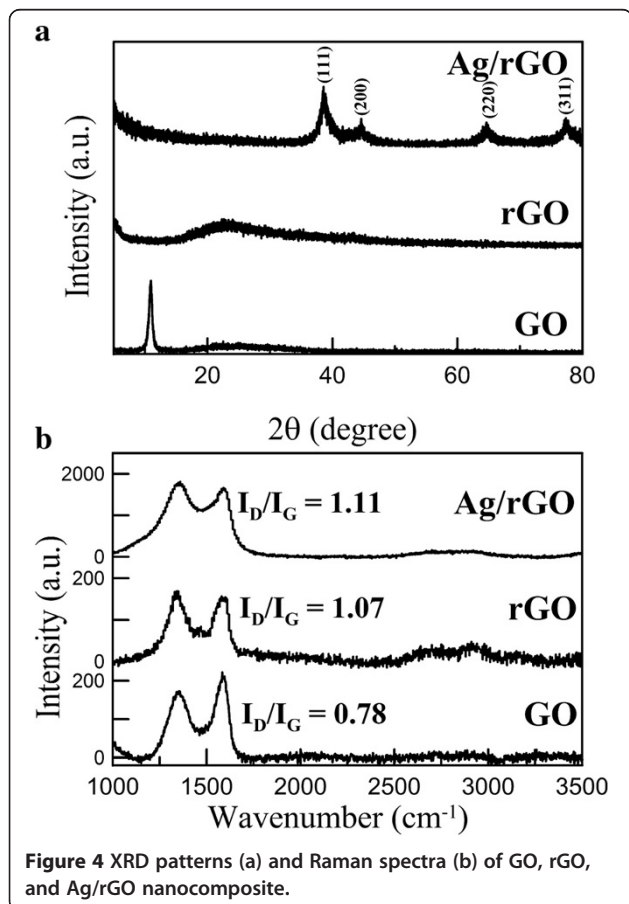 a
Ag/rGO
(111)
(200)
(220)
(311)
rGO
GO
Intensity (a.u.)
20
40
60
80
2θ (degree)
b
2000
0
I_D/I_G = 1.11
Ag/rGO
200
0
I_D/I_G = 1.07
rGO
200
0
I_D/I_G = 0.78
GO
Intensity (a.u.)
1000
1500
2000
2500
3000
3500
Wavenumber (cm⁻¹)
Figure 4 XRD patterns (a) and Raman spectra (b) of GO, rGO,
and Ag/rGO nanocomposite.